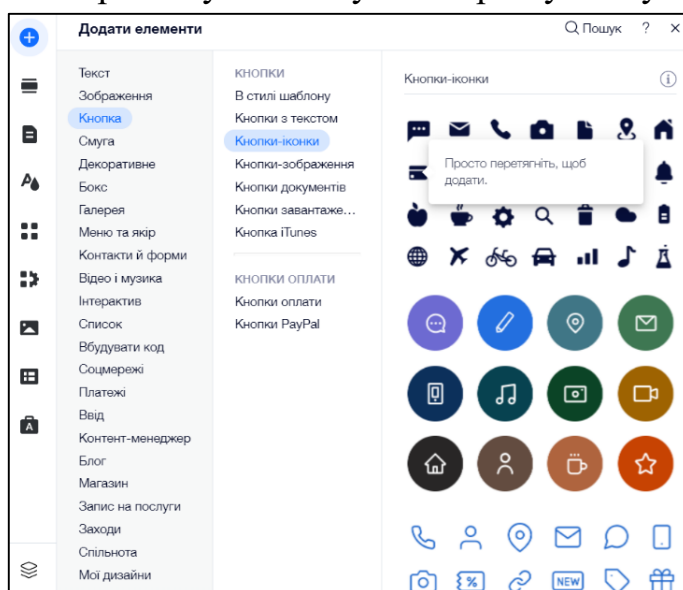 Додати елементи
Пошук ? ×
Текст
Зображення
Кнопка
Смуга
Декоративне
Бокс
Галерея
Меню та якір
Контакти й форми
Відео і музика
Інтерактив
Список
Вбудувати код
Соцмережі
Платежі
Ввід
Контент-менеджер
Блог
Магазин
Запис на послуги
Заходи
Спільнота
Мої дизайни
КНОПКИ
В стилі шаблону
Кнопки з текстом
Кнопки-іконки
Кнопки-зображення
Кнопки документів
Кнопки завантаже...
Кнопка iTunes
КНОПКИ ОПЛАТИ
Кнопки оплати
Кнопки PayPal
Кнопки-іконки
Просто перетягніть, щоб
додати.
NEW